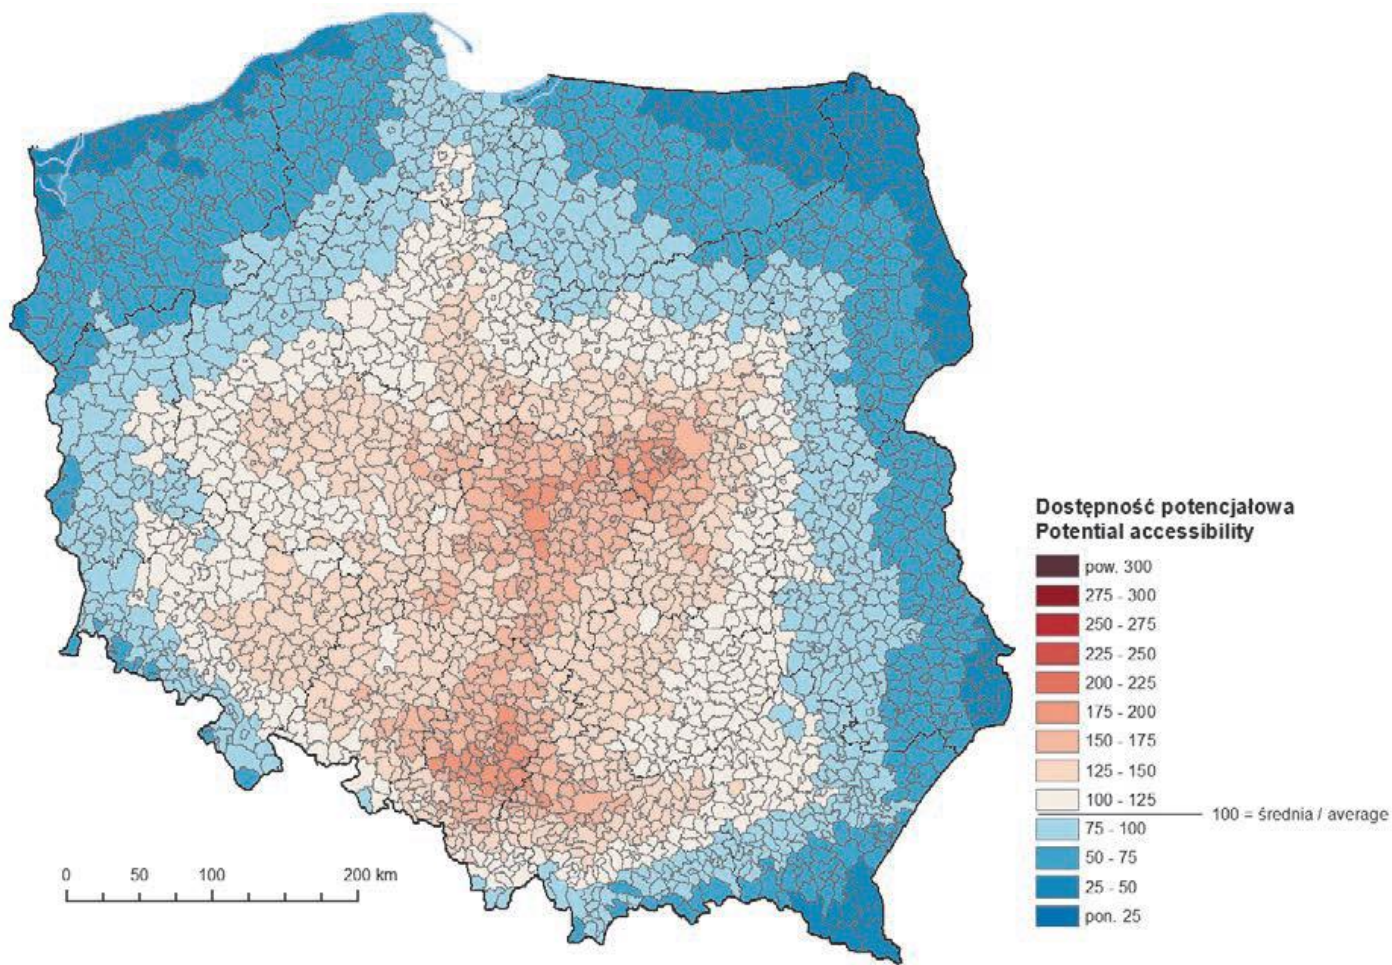 Dostępność potencjałowa
Potential accessibility
pow. 300
275 - 300
250 - 275
225 - 250
200 - 225
175 - 200
150 - 175
125 - 150
100 - 125
100 = średnia / average
75 - 100
50 - 75
25 - 50
pon. 25
0 50 100 200 km